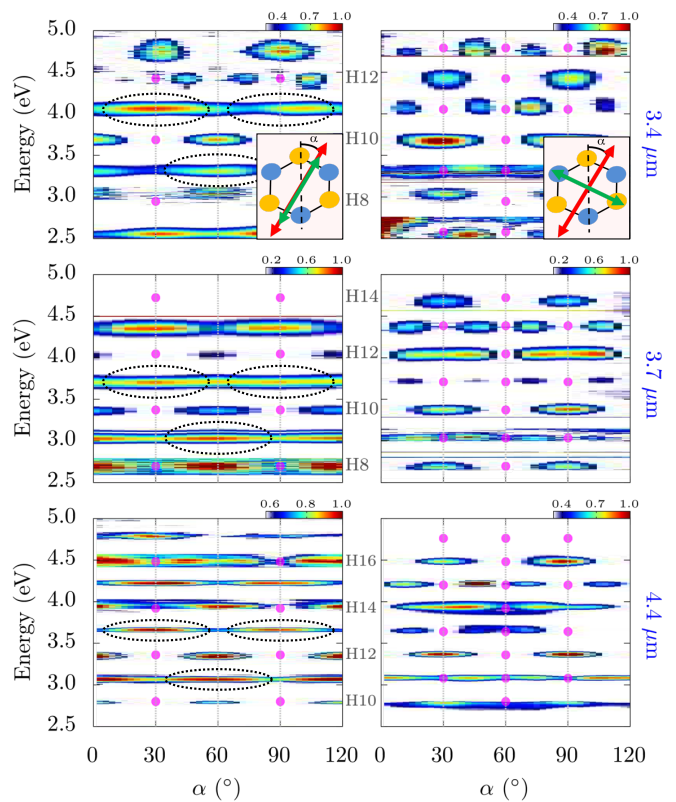 0.4 0.7 1.0
0.4 0.7 1.0
5.0
4.5
4.0
3.5
3.0
2.5
Energy (eV)
H12
H10
H8
α
α
3.4 μm
0.2 0.6 1.0
0.2 0.6 1.0
5.0
4.5
4.0
3.5
3.0
2.5
Energy (eV)
H14
H12
H10
H8
3.7 μm
0.6 0.8 1.0
0.4 0.7 1.0
5.0
4.5
4.0
3.5
3.0
2.5
Energy (eV)
H16
H14
H12
H10
4.4 μm
0 30 60 90 120
0 30 60 90 120
α (°)
α (°)